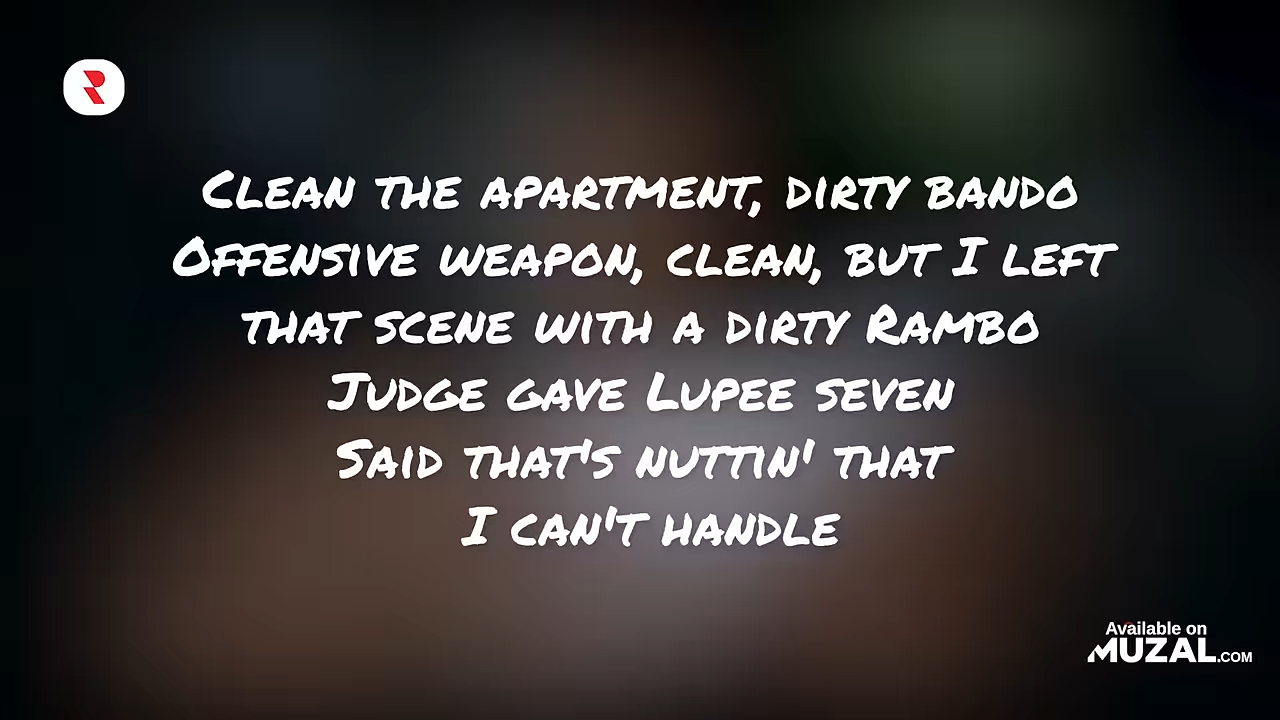 Clean the apartment, dirty bando
Offensive weapon, clean, but I left
that scene with a dirty Rambo
Judge gave Lupee seven
Said that's nuttin' that
I can't handle
Available on
MUZAL.COM